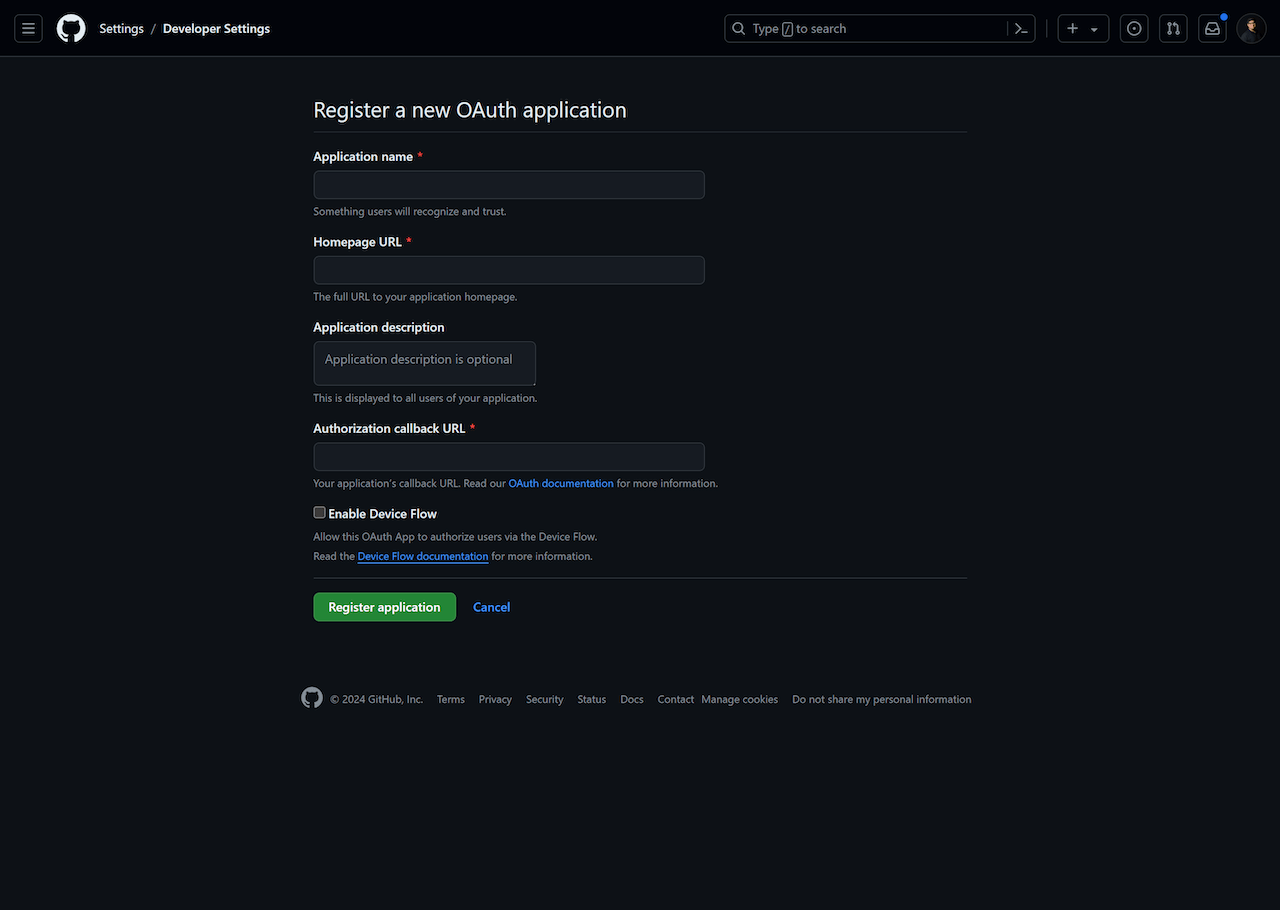 Settings / Developer Settings
Type / to search
Register a new OAuth application
Application name *
Something users will recognize and trust.
Homepage URL *
The full URL to your application homepage.
Application description
Application description is optional
This is displayed to all users of your application.
Authorization callback URL *
Your application's callback URL. Read our OAuth documentation for more information.
Enable Device Flow
Allow this OAuth App to authorize users via the Device Flow.
Read the Device Flow documentation for more information.
Register application Cancel
© 2024 GitHub, Inc. Terms Privacy Security Status Docs Contact Manage cookies Do not share my personal information